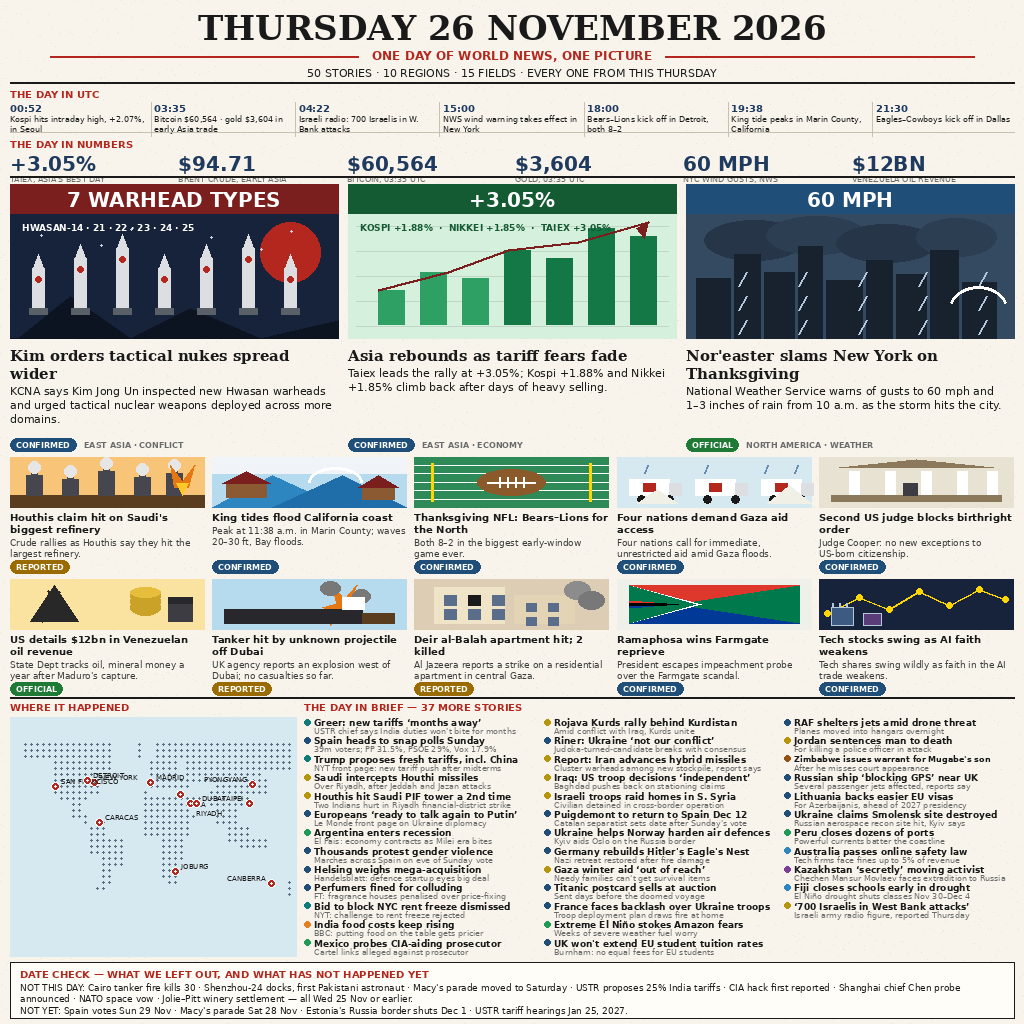 THURSDAY 26 NOVEMBER 2026
ONE DAY OF WORLD NEWS, ONE PICTURE
50 STORIES · 10 REGIONS · 15 FIELDS · EVERY ONE FROM THIS THURSDAY
THE DAY IN UTC
00:52
Kospi hits intraday high, +2.07%,
in Seoul
03:35
Bitcoin $60,564 · gold $3,604 in
early Asia trade
04:22
Israeli radio: 700 Israelis in W.
Bank attacks
15:00
NWS wind warning takes effect in
New York
18:00
Bears–Lions kick off in Detroit,
both 8–2
19:38
King tide peaks in Marin County,
California
21:30
Eagles–Cowboys kick off in Dallas
THE DAY IN NUMBERS
+3.05%
TAIEX, ASIA'S BEST DAY
$94.71
BRENT CRUDE, EARLY ASIA
$60,564
BITCOIN, 03:35 UTC
$3,604
GOLD, 03:35 UTC
60 MPH
NYC WIND GUSTS, NWS
$12BN
VENEZUELA OIL REVENUE
7 WARHEAD TYPES
HWASAN-14 · 21 · 22 · 23 · 24 · 25
Kim orders tactical nukes spread
wider
KCNA says Kim Jong Un inspected new Hwasan warheads
and urged tactical nuclear weapons deployed across more
domains.
CONFIRMED EAST ASIA · CONFLICT
+3.05%
KOSPI +1.88% · NIKKEI +1.85% · TAIEX +3.05%
Asia rebounds as tariff fears fade
Taiex leads the rally at +3.05%; Kospi +1.88% and Nikkei
+1.85% climb back after days of heavy selling.
CONFIRMED EAST ASIA · ECONOMY
60 MPH
Nor'easter slams New York on
Thanksgiving
National Weather Service warns of gusts to 60 mph and
1–3 inches of rain from 10 a.m. as the storm hits the city.
OFFICIAL NORTH AMERICA · WEATHER
Houthis claim hit on Saudi's
biggest refinery
Crude rallies as Houthis say they hit the
largest refinery.
REPORTED
King tides flood California coast
Peak at 11:38 a.m. in Marin County; waves
20–30 ft, Bay floods.
CONFIRMED
Thanksgiving NFL: Bears–Lions for
the North
Both 8–2 in the biggest early-window
game ever.
CONFIRMED
Four nations demand Gaza aid
access
Four nations call for immediate,
unrestricted aid amid Gaza floods.
CONFIRMED
Second US judge blocks birthright
order
Judge Cooper: no new exceptions to
US-born citizenship.
CONFIRMED
US details $12bn in Venezuelan
oil revenue
State Dept tracks oil, mineral money a
year after Maduro's capture.
OFFICIAL
Tanker hit by unknown projectile
off Dubai
UK agency reports an explosion west of
Dubai; no casualties so far.
REPORTED
Deir al-Balah apartment hit; 2
killed
Al Jazeera reports a strike on a residential
apartment in central Gaza.
REPORTED
Ramaphosa wins Farmgate
reprieve
President escapes impeachment probe
over the Farmgate scandal.
CONFIRMED
Tech stocks swing as AI faith
weakens
Tech shares swing wildly as faith in the AI
trade weakens.
CONFIRMED
WHERE IT HAPPENED
SAN FRANCISCO
MADRID
PYONGYANG
DUBAI
TAIPEI
RIYADH
CARACAS
JOBURG
CANBERRA
THE DAY IN BRIEF — 37 MORE STORIES
Greer: new tariffs ‘months away’
USTR chief says India duties won't bite for months
Spain heads to snap polls Sunday
39m voters; PP 31.5%, PSOE 29%, Vox 17.9%
Trump proposes fresh tariffs, incl. China
NYT front page: new tariff push after midterms
Saudi intercepts Houthi missiles
Over Riyadh, after Jeddah and Jazan attacks
Houthis hit Saudi PIF tower a 2nd time
Two Indians hurt in Riyadh financial-district strike
Europeans ‘ready to talk again to Putin’
Le Monde front page on Ukraine diplomacy
Argentina enters recession
El País: economy contracts as Milei era bites
Thousands protest gender violence
Marches across Spain on eve of Sunday vote
Helsing weighs mega-acquisition
Handelsblatt: defence startup eyes big deal
Perfumers fined for colluding
FT: fragrance houses penalised over price-fixing
Bid to block NYC rent freeze dismissed
NYT: challenge to rent freeze rejected
India food costs keep rising
BBC: putting food on the table gets pricier
Mexico probes CIA-aiding prosecutor
Cartel links alleged against prosecutor
Rojava Kurds rally behind Kurdistan
Amid conflict with Iraq, Kurds unite
Riner: Ukraine ‘not our conflict’
Judoka-turned-candidate breaks with consensus
Report: Iran advances hybrid missiles
Cluster warheads among new stockpile, report says
Iraq: US troop decisions ‘independent’
Baghdad pushes back on stationing claims
Israeli troops raid homes in S. Syria
Civilian detained in cross-border operation
Puigdemont to return to Spain Dec 12
Catalan separatist sets date after Sunday's vote
Ukraine helps Norway harden air defences
Kyiv aids Oslo on the Russia border
Germany rebuilds Hitler's Eagle's Nest
Nazi retreat restored after fire damage
Gaza winter aid ‘out of reach’
Needy families can't get survival items
Titanic postcard sells at auction
Sent days before the doomed voyage
France faces backlash over Ukraine troops
Troop deployment plan draws fire at home
Extreme El Niño stokes Amazon fears
Weeks of severe weather fuel worry
UK won't extend EU student tuition rates
Burnham: no equal fees for EU students
RAF shelters jets amid drone threat
Planes moved into hangars overnight
Jordan sentences man to death
For killing a police officer in attack
Zimbabwe issues warrant for Mugabe's son
After he misses court appearance
Russian ship ‘blocking GPS’ near UK
Several passenger jets affected, reports say
Lithuania backs easier EU visas
For Azerbaijanis, ahead of 2027 presidency
Ukraine claims Smolensk site destroyed
Russian aerospace recon site hit, Kyiv says
Peru closes dozens of ports
Powerful currents batter the coastline
Australia passes online safety law
Tech firms face fines up to 5% of revenue
Kazakhstan ‘secretly’ moving activist
Chechen Mansur Movlaev faces extradition to Russia
Fiji closes schools early in drought
El Niño drought shuts classes Nov 30–Dec 4
‘700 Israelis in West Bank attacks’
Israeli army radio figure, reported Thursday
DATE CHECK — WHAT WE LEFT OUT, AND WHAT HAS NOT HAPPENED YET
NOT THIS DAY: Cairo tanker fire kills 30 · Shenzhou-24 docks, first Pakistani astronaut · Macy's parade moved to Saturday · USTR proposes 25% India tariffs · CIA hack first reported · Shanghai chief Chen probe
announced · NATO space vow · Jolie–Pitt winery settlement — all Wed 25 Nov or earlier.
NOT YET: Spain votes Sun 29 Nov · Macy's parade Sat 28 Nov · Estonia's Russia border shuts Dec 1 · USTR tariff hearings Jan 25, 2027.